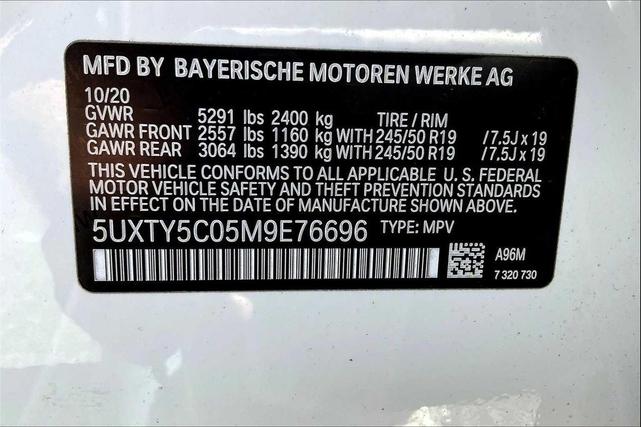 MFD BY BAYERISCHE MOTOREN WERKE AG
10/20
GVWR 5291 lbs 2400 kg TIRE / RIM
GAWR FRONT 2557 lbs 1160 kg WITH 245/50 R19 /7.5J x 19
GAWR REAR 3064 lbs 1390 kg WITH 245/50 R19 /7.5J x 19
THIS VEHICLE CONFORMS TO ALL APPLICABLE U. S. FEDERAL
MOTOR VEHICLE SAFETY AND THEFT PREVENTION STANDARDS
IN EFFECT ON THE DATE OF MANUFACTURE SHOWN ABOVE.
5UXTY5C05M9E76696 TYPE: MPV
A96M
7 320 730